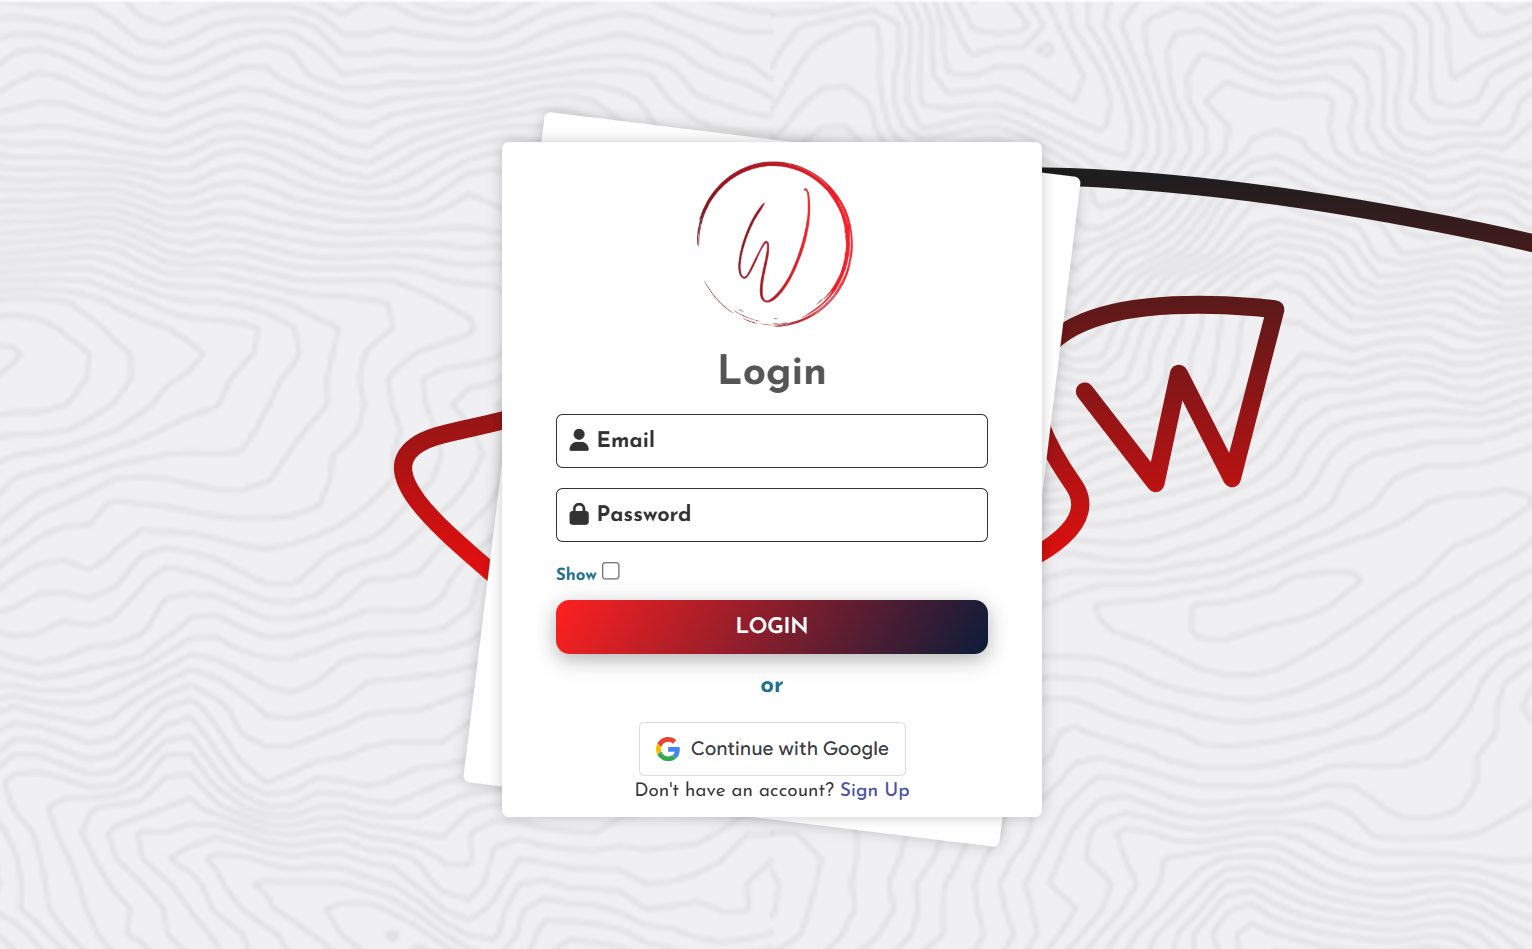 W
Login
Email
Password
Show
LOGIN
or
Continue with Google
Don't have an account? Sign Up
W